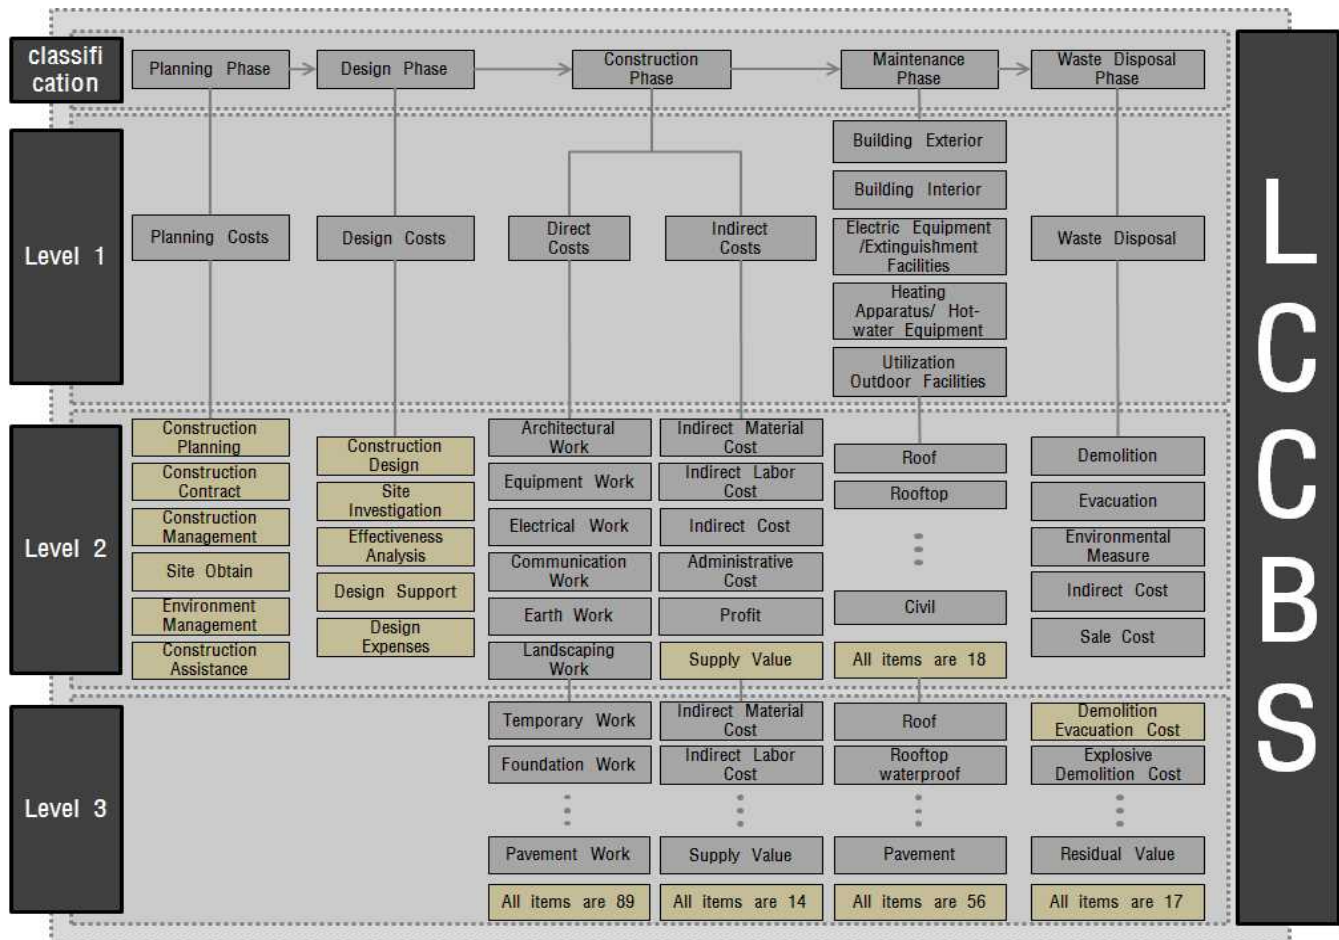 classifi
cation
Planning Phase
Design Phase
Construction
Phase
Maintenance
Phase
Waste Disposal
Phase
Level 1
Planning Costs
Design Costs
Direct
Costs
Indirect
Costs
Building Exterior
Building Interior
Electric Equipment
/Extinguishment
Facilities
Heating
Apparatus/ Hot-
water Equipment
Utilization
Outdoor Facilities
Waste Disposal
Level 2
Construction
Planning
Construction
Contract
Construction
Management
Site Obtain
Environment
Management
Construction
Assistance
Construction
Design
Site
Investigation
Effectiveness
Analysis
Design Support
Design
Expenses
Architectural
Work
Equipment Work
Electrical Work
Communication
Work
Earth Work
Landscaping
Work
Indirect Material
Cost
Indirect Labor
Cost
Indirect Cost
Administrative
Cost
Profit
Supply Value
Roof
Rooftop
Civil
All items are 18
Demolition
Evacuation
Environmental
Measure
Indirect Cost
Sale Cost
Level 3
Temporary Work
Foundation Work
Pavement Work
All items are 89
Indirect Material
Cost
Indirect Labor
Cost
Supply Value
All items are 14
Roof
Rooftop
waterproof
Pavement
All items are 56
Demolition
Evacuation Cost
Explosive
Demolition Cost
Residual Value
All items are 17
L
C
C
B
S